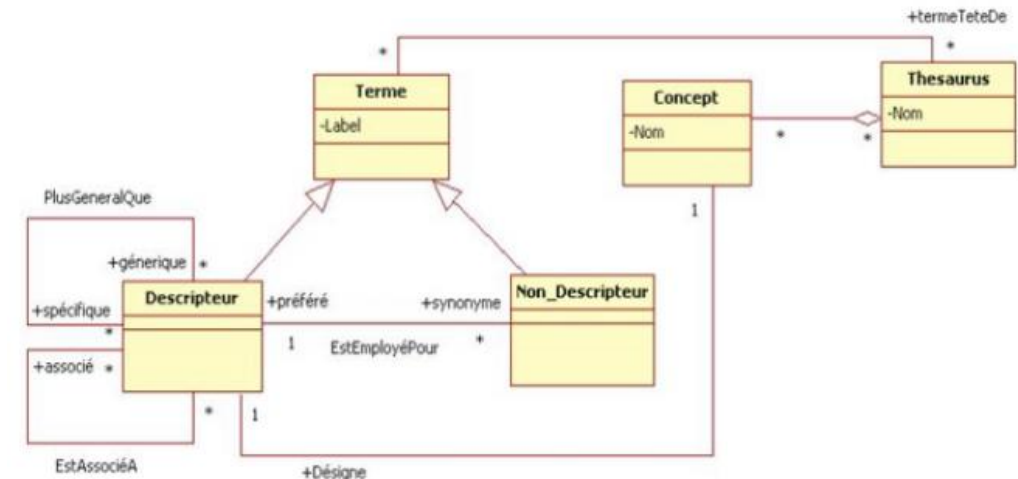 +termeTeteDe
*
*
Terme
-Label
Concept
-Nom
Thesaurus
-Nom
*
*
PlusGeneralQue
1
+génerique *
Descripteur
+préféré
+synonyme
Non_Descripteur
+spécifique
*
1
EstEmployéPour
*
+associé *
*
1
EstAssociéA
+Désigne